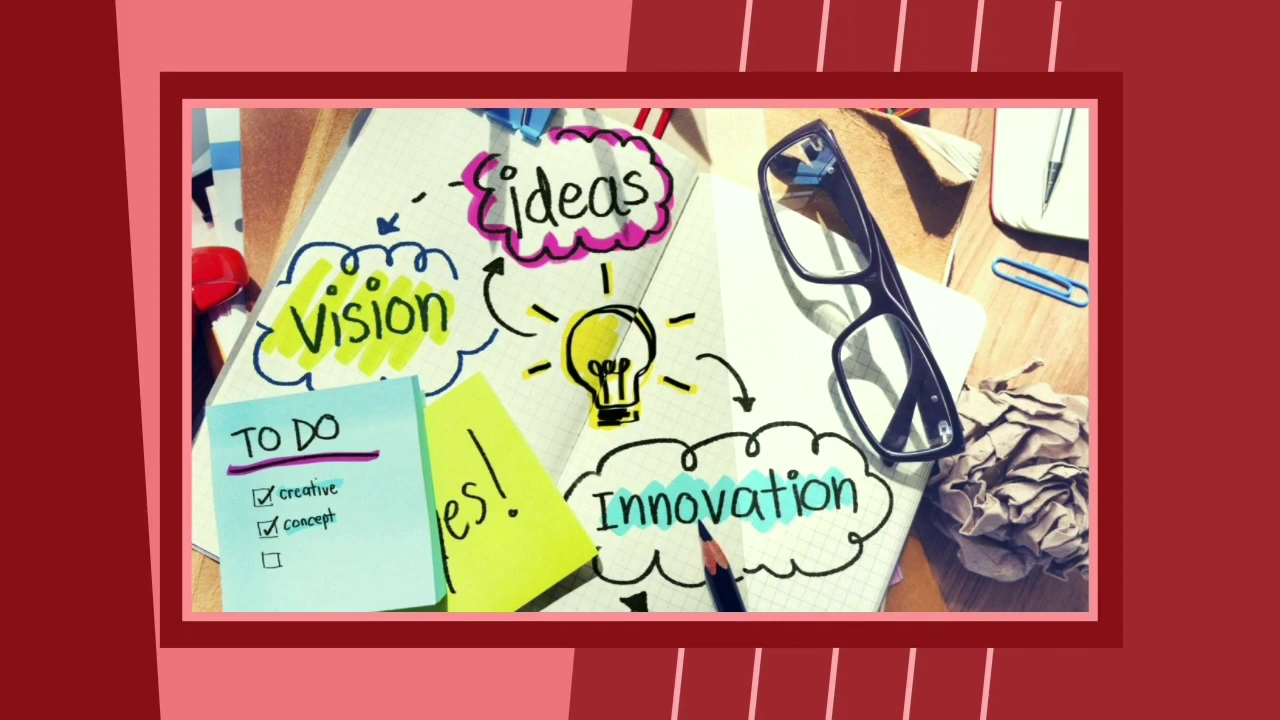 ideas
Vision
TO DO
creative
concept
es!
Innovation